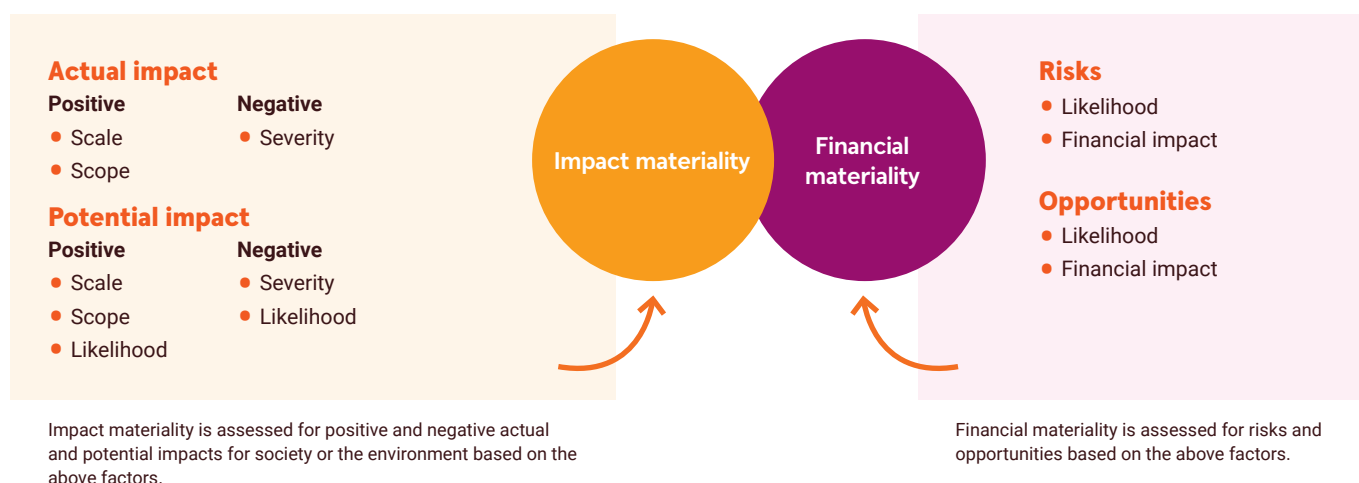 Actual impact
Positive
Scale
Scope
Negative
Severity
Potential impact
Positive
Scale
Scope
Likelihood
Negative
Severity
Likelihood
Impact materiality is assessed for positive and negative actual
and potential impacts for society or the environment based on the
above factors.
Impact materiality
Financial
materiality
Risks
Likelihood
Financial impact
Opportunities
Likelihood
Financial impact
Financial materiality is assessed for risks and
opportunities based on the above factors.